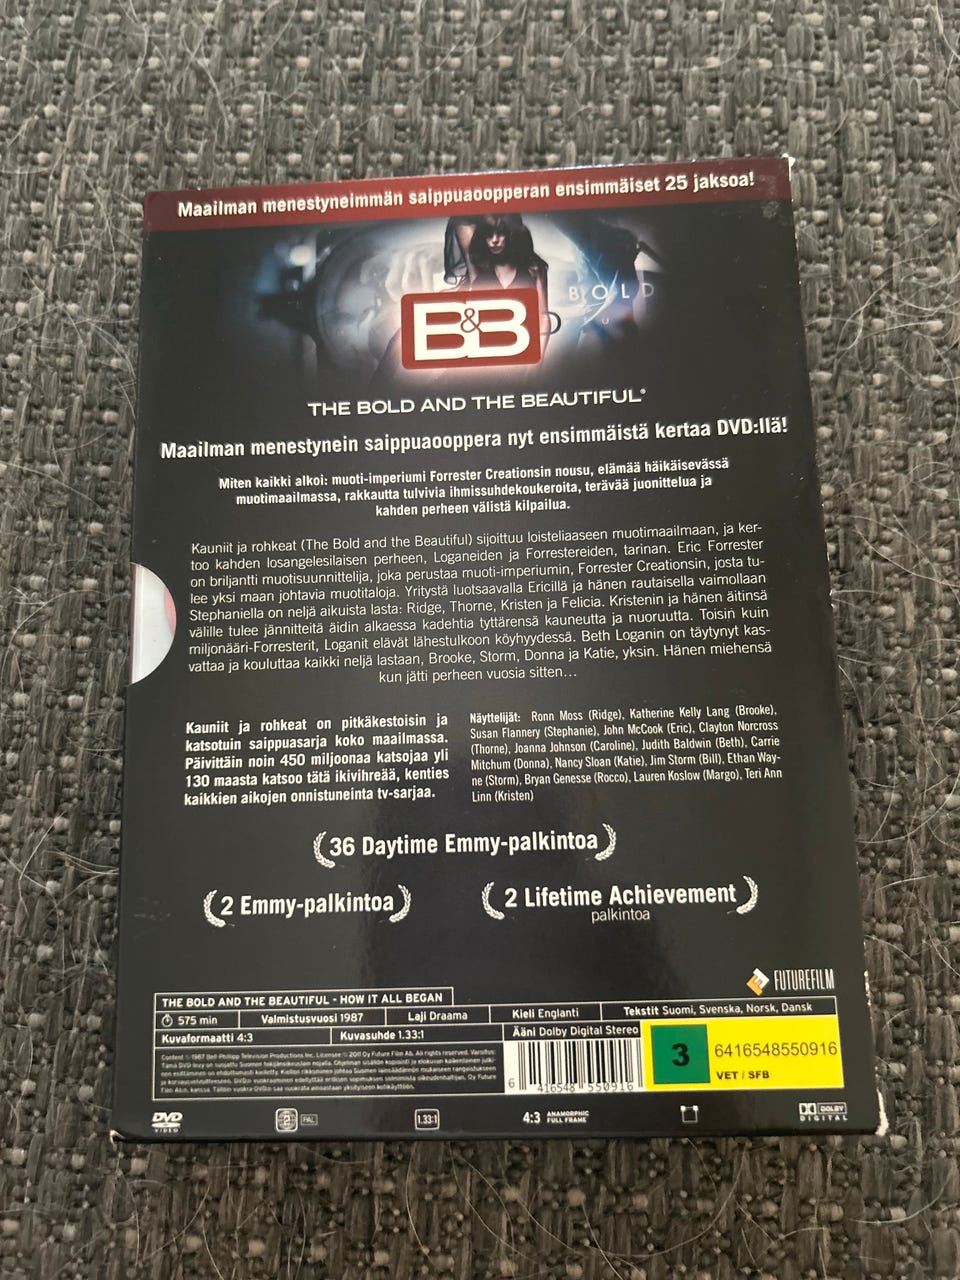 Maailman menestyneimmän saippuaoopperan ensimmäiset 25 jaksoa!
BOLD
B&B
THE BOLD AND THE BEAUTIFUL®
Maailman menestynein saippuaooppera nyt ensimmäistä kertaa DVD:llä!
Miten kaikki alkoi: muoti-imperiumi Forrester Creationsin nousu, elämää häikäisevässä
muotimaailmassa, rakkautta tulvivia ihmissuhdekoukeroita, terävää juonittelua ja
kahden perheen välistä kilpailua.
Kauniit ja rohkeat (The Bold and the Beautiful) sijoittuu loisteliaaseen muotimaailmaan, ja ker-
too kahden losangelesilaisen perheen, Loganeiden ja Forrestereiden, tarinan. Eric Forrester
on briljantti muotisuunnittelija, joka perustaa muoti-imperiumin, Forrester Creationsin, josta tu-
lee yksi maan johtavia muotitaloja. Yritystä luotsaavalla Ericillä ja hänen rautaisella vaimollaan
Stephaniella on neljä aikuista lasta: Ridge, Thorne, Kristen ja Felicia. Kristenin ja hänen äitinsä
välille tulee jännitteitä äidin alkaessa kadehtia tyttärensä kauneutta ja nuoruutta. Toisin kuin
miljonääri-Forresterit, Loganit elävät lähestulkoon köyhyydessä. Beth Loganin on täytynyt kas-
vattaa ja kouluttaa kaikki neljä lastaan, Brooke, Storm, Donna ja Katie, yksin. Hänen miehensä
kun jätti perheen vuosia sitten...
Kauniit ja rohkeat on pitkäkestoisin ja
katsotuin saippuasarja koko maailmassa.
Päivittäin noin 450 miljoonaa katsojaa yli
130 maasta katsoo tätä ikivihreää, kenties
kaikkien aikojen onnistuneinta tv-sarjaa.
Näyttelijät: Ronn Moss (Ridge), Katherine Kelly Lang (Brooke),
Susan Flannery (Stephanie), John McCook (Eric), Clayton Norcross
(Thorne), Joanna Johnson (Caroline), Judith Baldwin (Beth), Carrie
Mitchum (Donna), Nancy Sloan (Katie), Jim Storm (Bill), Ethan Way-
ne (Storm), Bryan Genesse (Rocco), Lauren Koslow (Margo), Teri Ann
Linn (Kristen)
36 Daytime Emmy-palkintoa
2 Emmy-palkintoa
2 Lifetime Achievement
palkintoa
FUTUREFILM
THE BOLD AND THE BEAUTIFUL - HOW IT ALL BEGAN
575 min
Valmistusvuosi 1987
Laji Draama
Kieli Englanti
Tekstit Suomi, Svenska, Norsk, Dansk
Kuvaformaatti 4:3
Kuvasuhde 1.33:1
Ääni Dolby Digital Stereo
3
6416548550916
VET / SFB
6 416548 550916
DVD VIDEO
2 PAL
1.33:1
4:3 ANAMORPHIC
FULL FRAME
DOLBY
DIGITAL